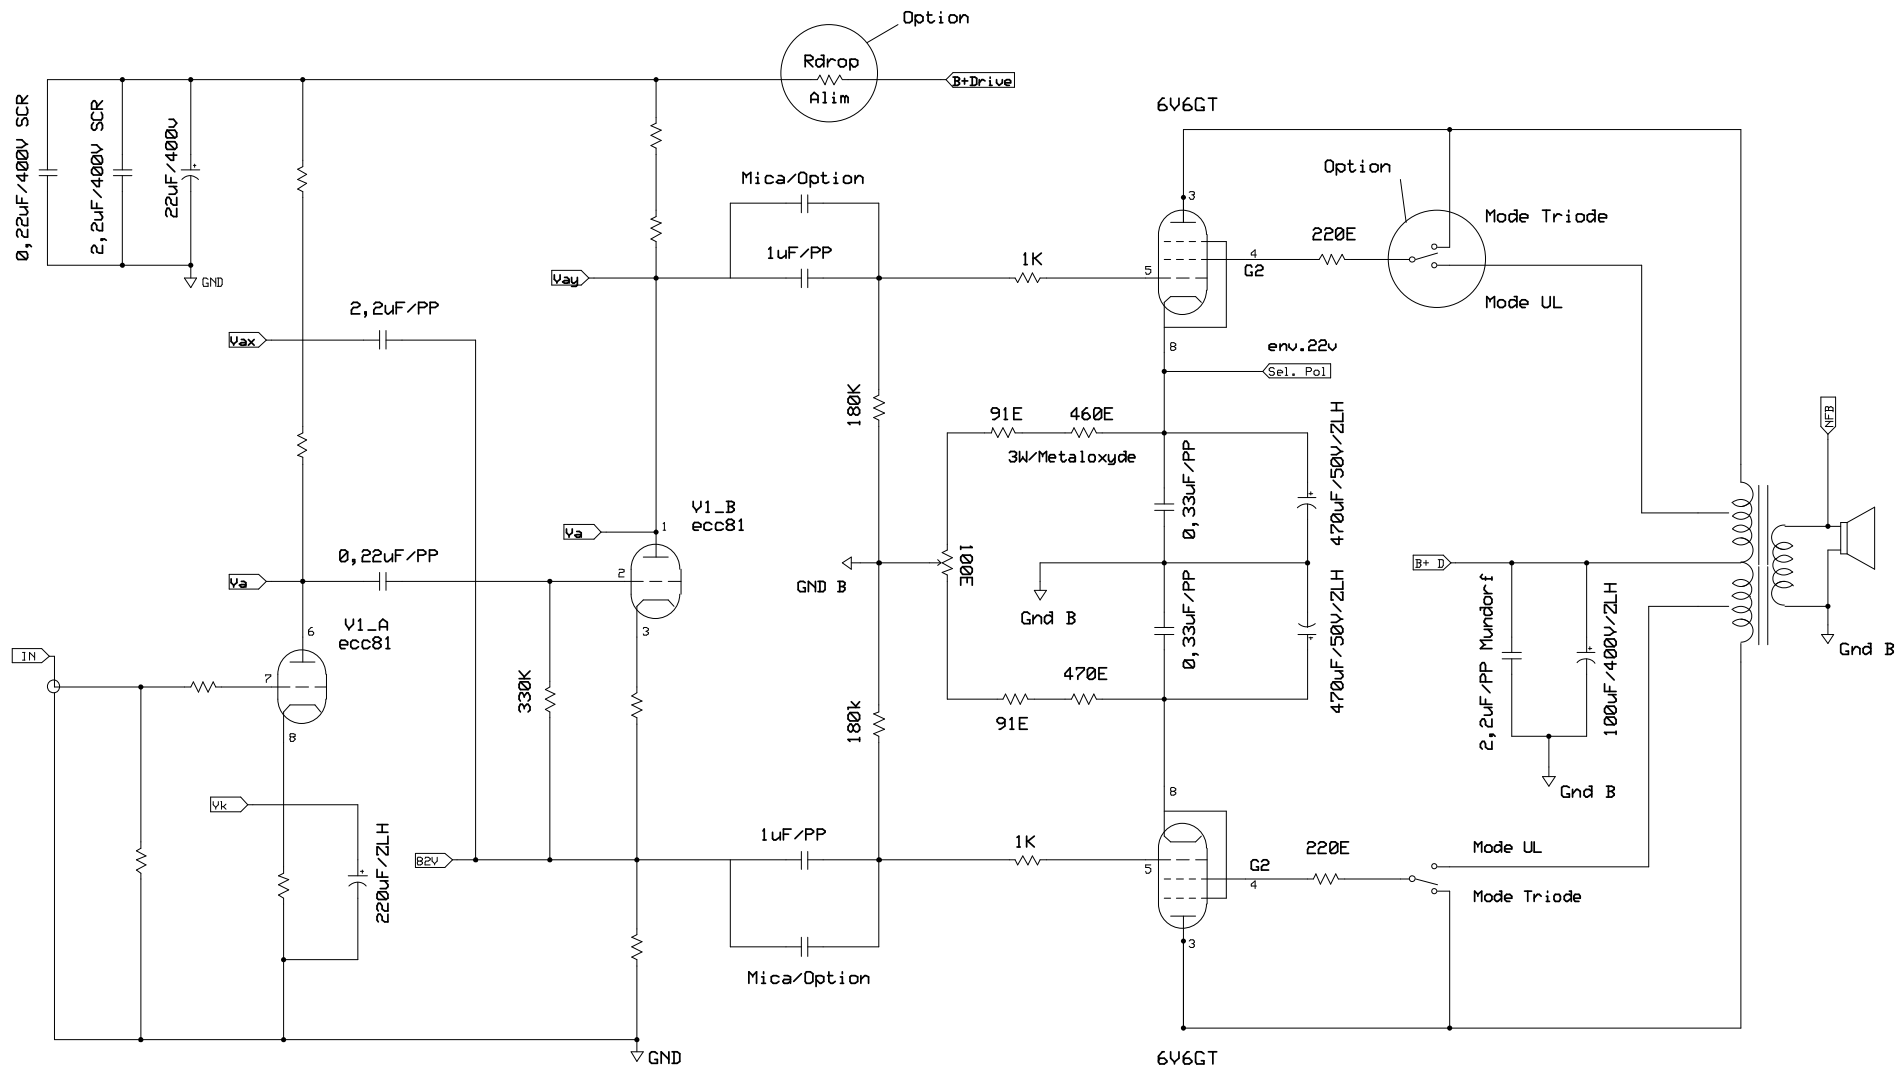 Option
Rdrop
Alim
B+Drive
0,22uF/400V SCR
2,2uF/400V SCR
22uF/400v
GND
6V6GT
Option
Mica/Option
1uF/PP
Vay
1K
5
3
4
G2
220E
Mode Triode
Mode UL
2,2uF/PP
Vax
8
env.22v
Sel. Pol
180K
91E
460E
3W/Metaloxyde
0,33uF/PP
470uF/50V/ZLH
NFB
V1_B
ecc81
Va
1
0,22uF/PP
Va
2
3
GND B
100E
Gnd B
B+ D
V1_A
ecc81
6
IN
7
8
330K
180k
0,33uF/PP
470uF/50V/ZLH
470E
91E
2,2uF/PP Mundorf
100uF/400V/ZLH
Gnd B
Gnd B
Vk
220uF/ZLH
82V
1uF/PP
1K
8
5
G2
4
220E
Mode UL
Mode Triode
3
Mica/Option
GND
6V6GT